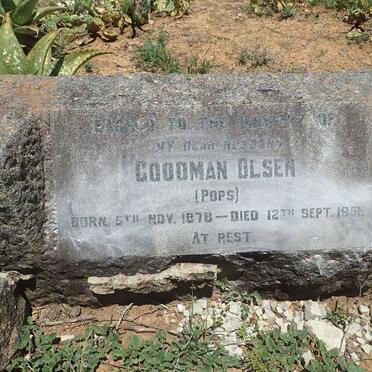 SACRED TO THE MEMORY OF
MY DEAR HUSBAND
GOODMAN OLSEN
(POPS)
BORN 5TH NOV. 1878 — DIED 12TH SEPT. 1951.
AT REST.